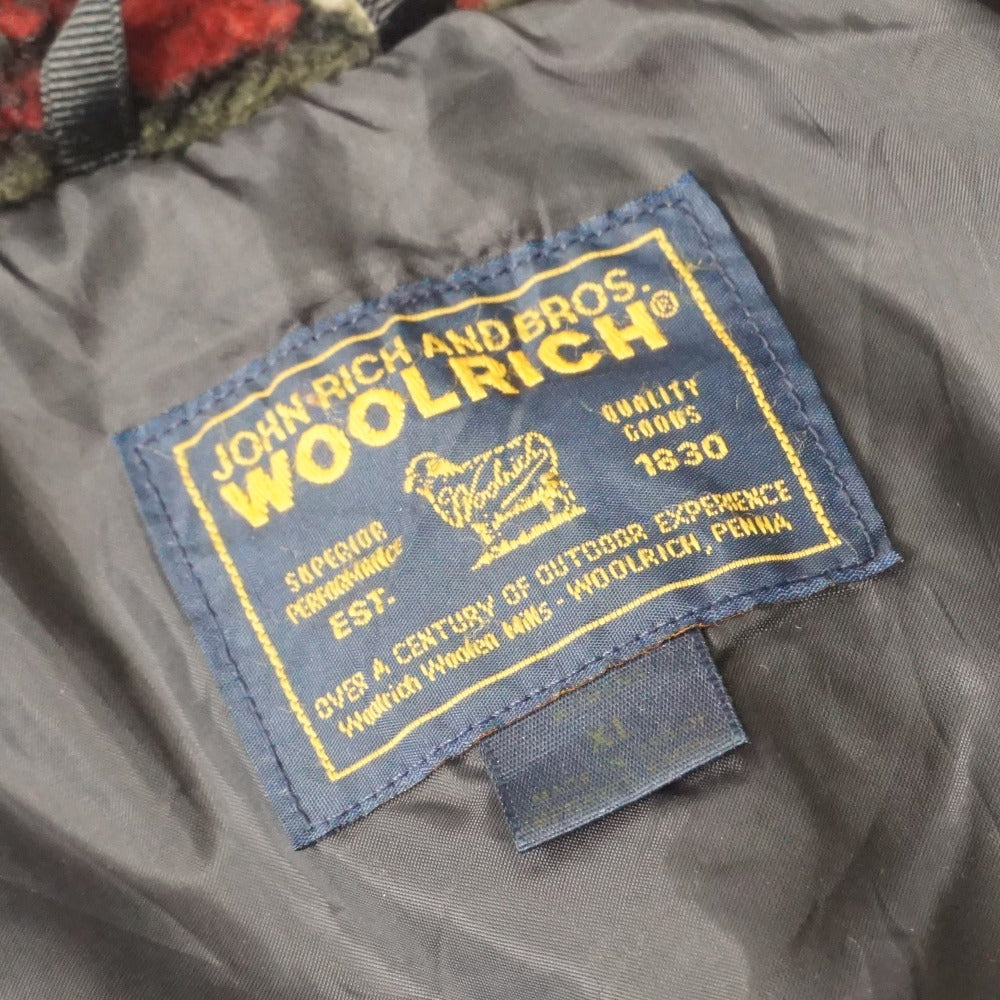 JOHN RICH AND BROS.
WOOLRICH®
SUPERIOR
PERFORMANCE
EST.
Woolrich
QUALITY
GOODS
1830
OVER A CENTURY OF OUTDOOR EXPERIENCE
Woolrich Woolen Mills - WOOLRICH, PENNA
XL